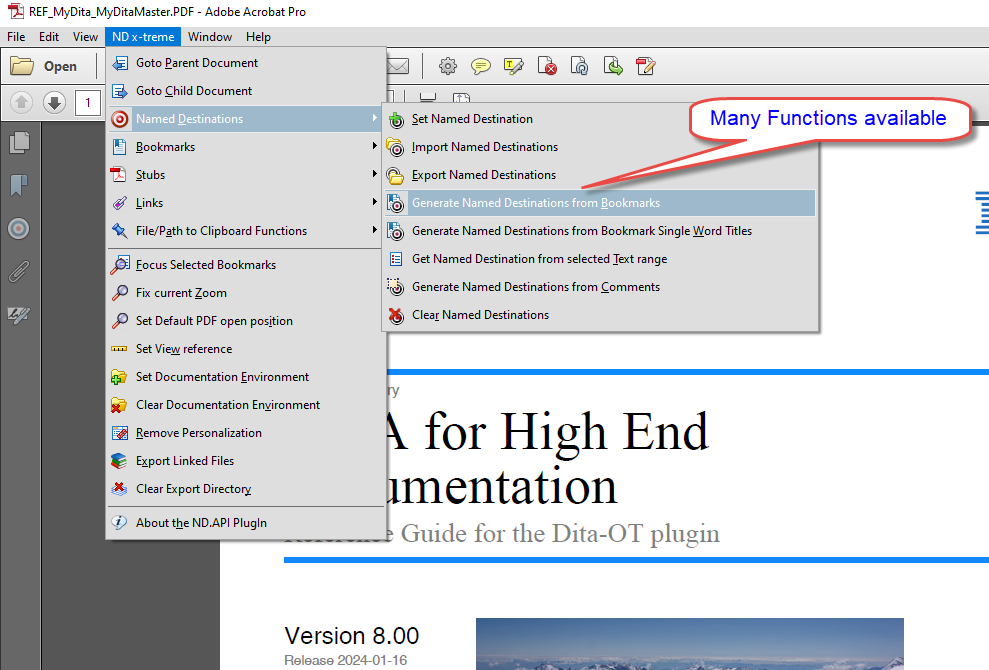 REF_MyDita_MyDitaMaster.PDF - Adobe Acrobat Pro
File Edit View ND x-treme Window Help
Open
1
Goto Parent Document
Goto Child Document
Named Destinations
Bookmarks
Stubs
Links
File/Path to Clipboard Functions
Focus Selected Bookmarks
Fix current Zoom
Set Default PDF open position
Set View reference
Set Documentation Environment
Clear Documentation Environment
Remove Personalization
Export Linked Files
Clear Export Directory
About the ND.API PlugIn
Set Named Destination
Import Named Destinations
Export Named Destinations
Generate Named Destinations from Bookmarks
Generate Named Destinations from Bookmark Single Word Titles
Get Named Destination from selected Text range
Generate Named Destinations from Comments
Clear Named Destinations
Many Functions available
ry
A for High End
umentation
Reference Guide for the Dita-OT plugin
Version 8.00
Release 2024-01-16